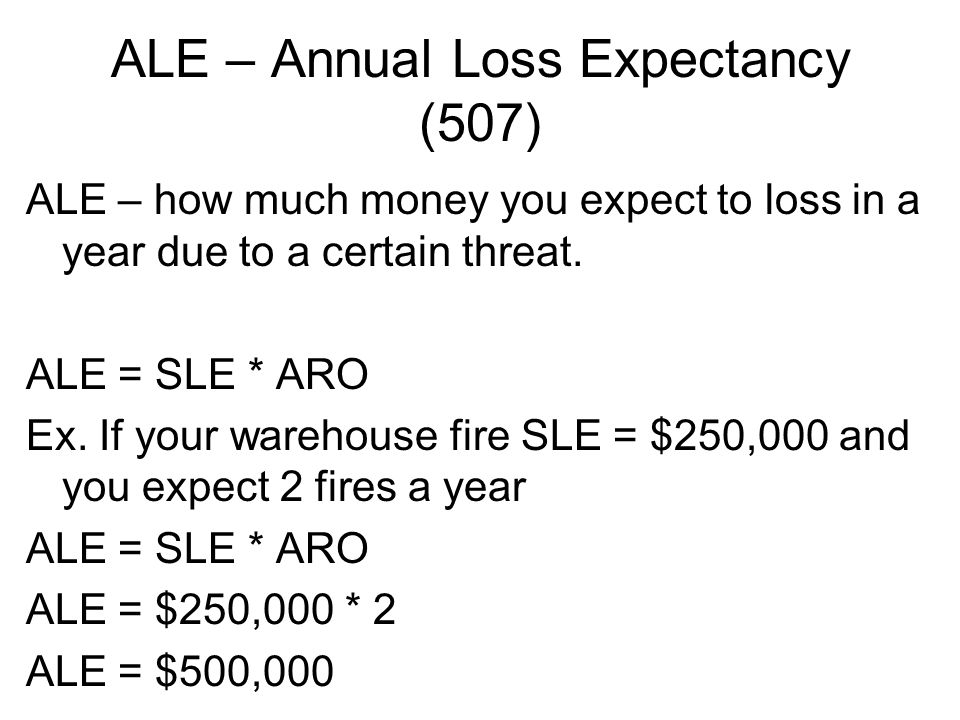 ALE – Annual Loss Expectancy
(507)
ALE – how much money you expect to loss in a
year due to a certain threat.
ALE = SLE * ARO
Ex. If your warehouse fire SLE = $250,000 and
you expect 2 fires a year
ALE = SLE * ARO
ALE = $250,000 * 2
ALE = $500,000